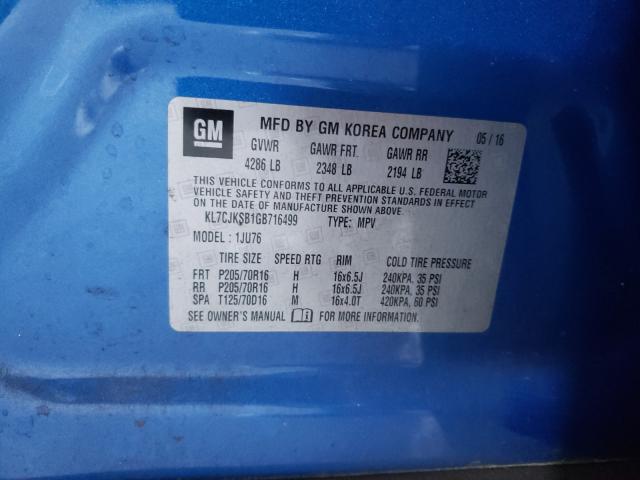 GM
MFD BY GM KOREA COMPANY 05 / 16
GVWR GAWR FRT. GAWR RR
4286 LB 2348 LB 2194 LB
THIS VEHICLE CONFORMS TO ALL APPLICABLE U.S. FEDERAL MOTOR
VEHICLE SAFETY AND THEFT PREVENTION STANDARDS IN EFFECT
ON THE DATE OF MANUFACTURE SHOWN ABOVE.
KL7CJKSB1GB716499 TYPE: MPV
MODEL : 1JU76
TIRE SIZE SPEED RTG RIM COLD TIRE PRESSURE
FRT P205/70R16 H 16x6.5J 240KPA, 35 PSI
RR P205/70R16 H 16x6.5J 240KPA, 35 PSI
SPA T125/70D16 M 16x4.0T 420KPA, 60 PSI
SEE OWNER'S MANUAL FOR MORE INFORMATION.